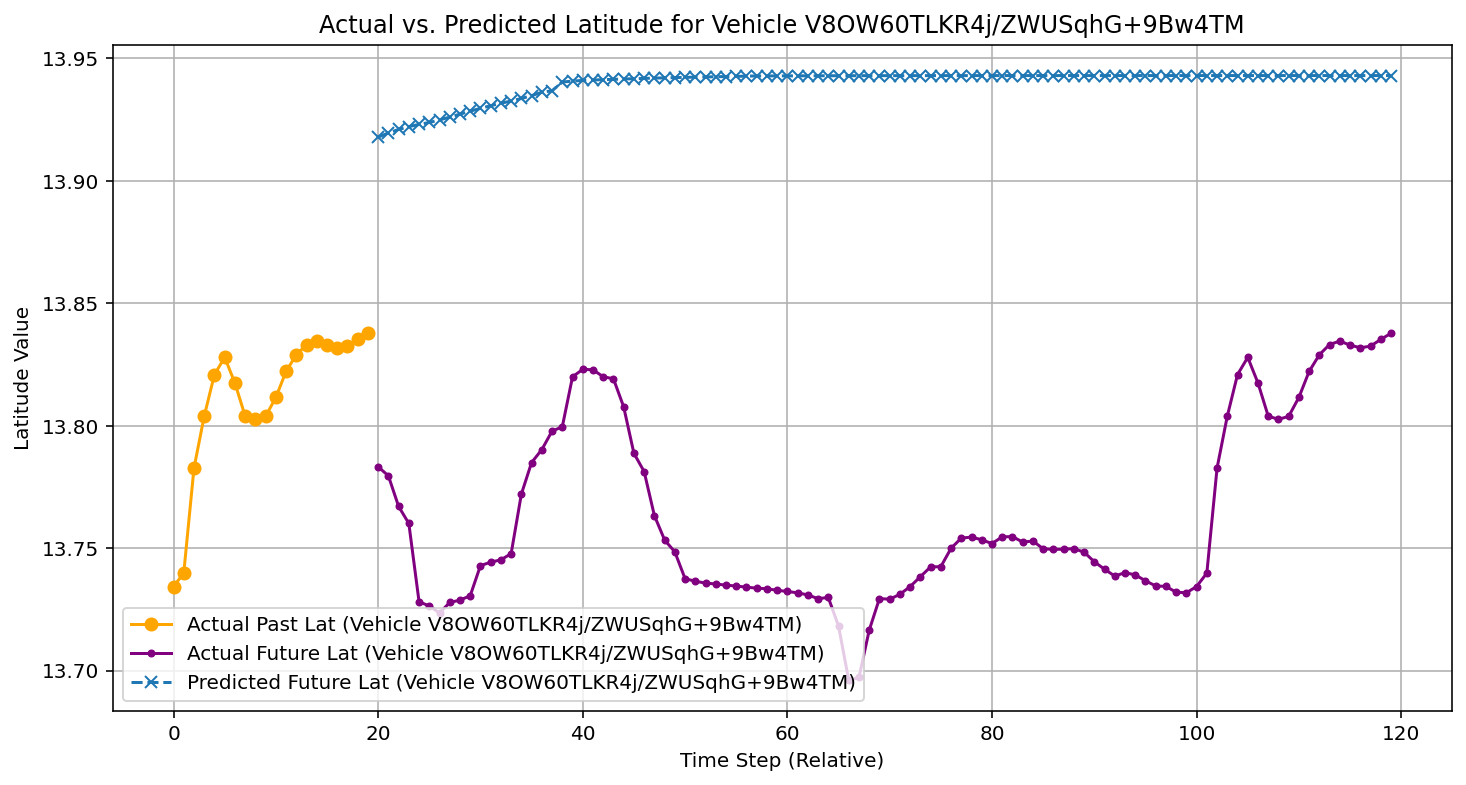 Actual vs. Predicted Latitude for Vehicle V8OW60TLKR4j/ZWUSqhG+9Bw4TM
Latitude Value
13.95
13.90
13.85
13.80
13.75
13.70
Actual Past Lat (Vehicle V8OW60TLKR4j/ZWUSqhG+9Bw4TM)
Actual Future Lat (Vehicle V8OW60TLKR4j/ZWUSqhG+9Bw4TM)
Predicted Future Lat (Vehicle V8OW60TLKR4j/ZWUSqhG+9Bw4TM)
0 20 40 60 80 100 120
Time Step (Relative)